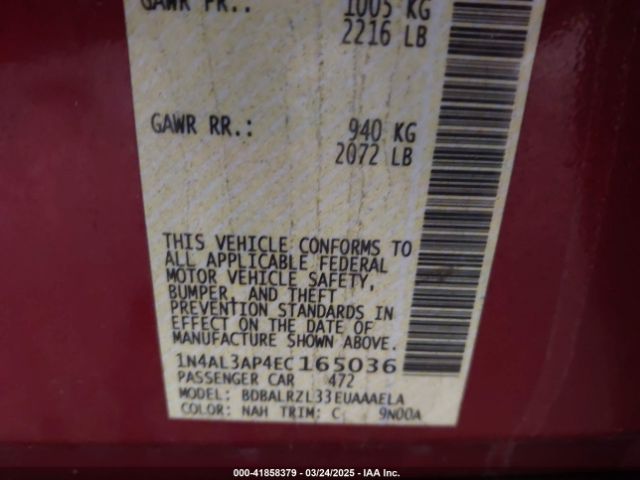 GAWR FR.: 1005 KG
2216 LB
GAWR RR.: 940 KG
2072 LB
THIS VEHICLE CONFORMS TO
ALL APPLICABLE FEDERAL
MOTOR VEHICLE SAFETY,
BUMPER, AND THEFT
PREVENTION STANDARDS IN
EFFECT ON THE DATE OF
MANUFACTURE SHOWN ABOVE.
1N4AL3AP4EC165036
PASSENGER CAR 472
MODEL: BDBALRZL33EUAAAELA
COLOR: NAH TRIM: C 9N00A
000-41858379 - 03/24/2025 - IAA Inc.